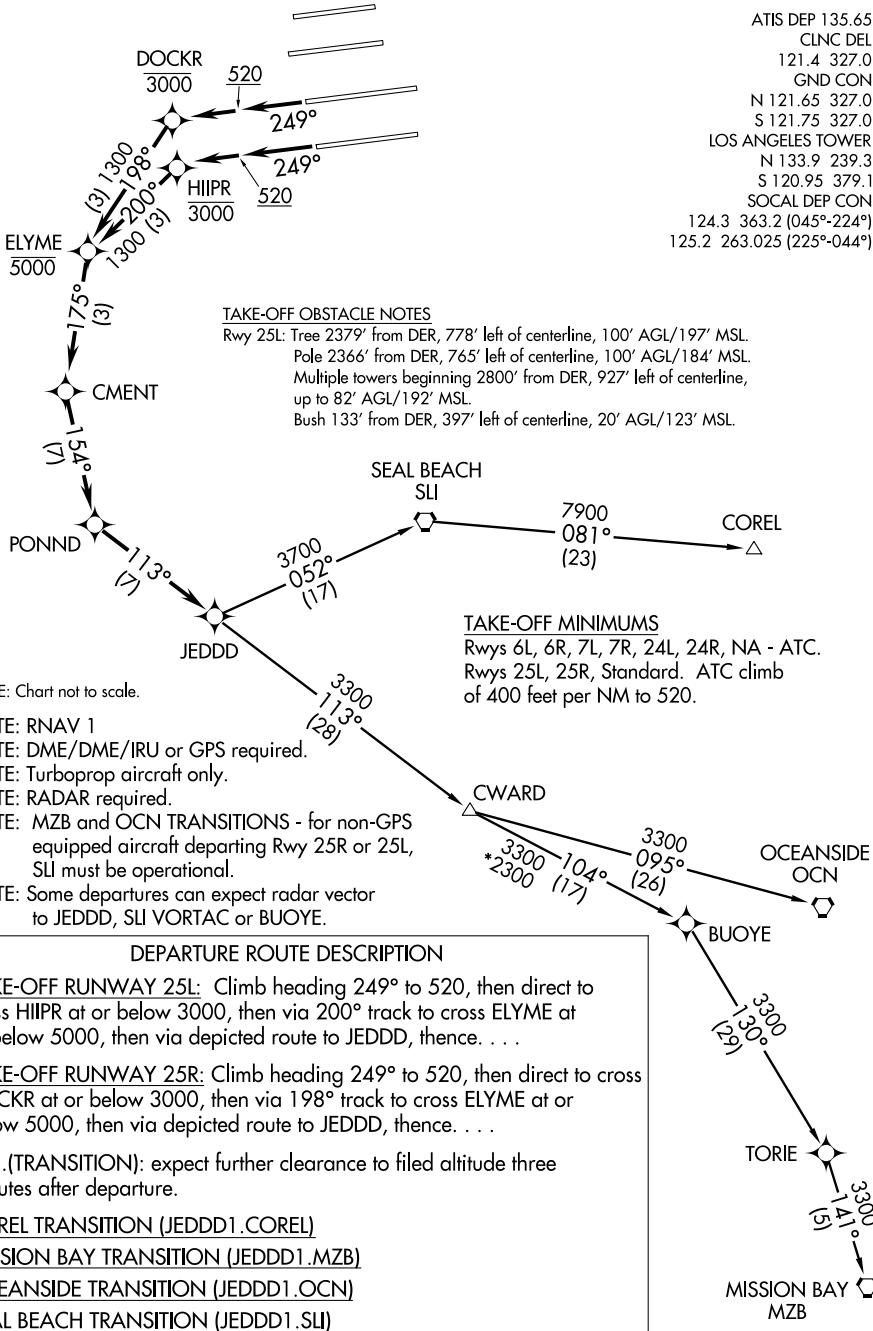 ATIS DEP 135.65
CLNC DEL
121.4 327.0
GND CON
N 121.65 327.0
S 121.75 327.0
LOS ANGELES TOWER
N 133.9 239.3
S 120.95 379.1
SOCAL DEP CON
124.3 363.2 (045°-224°)
125.2 263.025 (225°-044°)
DOCKR
3000
520
249°
249°
HIIPR
3000
520
(3) 1300
198°
200°
1300 (3)
ELYME
5000
175°
(3)
CMENT
154°
(7)
PONND
113°
(7)
JEDDD
TAKE-OFF OBSTACLE NOTES
Rwy 25L: Tree 2379' from DER, 778' left of centerline, 100' AGL/197' MSL.
Pole 2366' from DER, 765' left of centerline, 100' AGL/184' MSL.
Multiple towers beginning 2800' from DER, 927' left of centerline,
up to 82' AGL/192' MSL.
Bush 133' from DER, 397' left of centerline, 20' AGL/123' MSL.
SEAL BEACH
SLI
3700
052°
(17)
7900
081°
(23)
COREL
TAKE-OFF MINIMUMS
Rwys 6L, 6R, 7L, 7R, 24L, 24R, NA - ATC.
Rwys 25L, 25R, Standard. ATC climb
of 400 feet per NM to 520.
3300
113°
(28)
CWARD
3300
*2300
104°
(17)
3300
095°
(26)
OCEANSIDE
OCN
BUOYE
3300
130°
(29)
TORIE
3300
141°
(5)
MISSION BAY
MZB
E: Chart not to scale.
TE: RNAV 1
TE: DME/DME/IRU or GPS required.
TE: Turboprop aircraft only.
TE: RADAR required.
TE: MZB and OCN TRANSITIONS - for non-GPS
equipped aircraft departing Rwy 25R or 25L,
SLI must be operational.
TE: Some departures can expect radar vector
to JEDDD, SLI VORTAC or BUOYE.
DEPARTURE ROUTE DESCRIPTION
KE-OFF RUNWAY 25L: Climb heading 249° to 520, then direct to
ss HIIPR at or below 3000, then via 200° track to cross ELYME at
below 5000, then via depicted route to JEDDD, thence. . . .
KE-OFF RUNWAY 25R: Climb heading 249° to 520, then direct to cross
CKR at or below 3000, then via 198° track to cross ELYME at or
ow 5000, then via depicted route to JEDDD, thence. . . .
.(TRANSITION): expect further clearance to filed altitude three
utes after departure.
REL TRANSITION (JEDDD1.COREL)
SION BAY TRANSITION (JEDDD1.MZB)
EANSIDE TRANSITION (JEDDD1.OCN)
AL BEACH TRANSITION (JEDDD1.SLI)